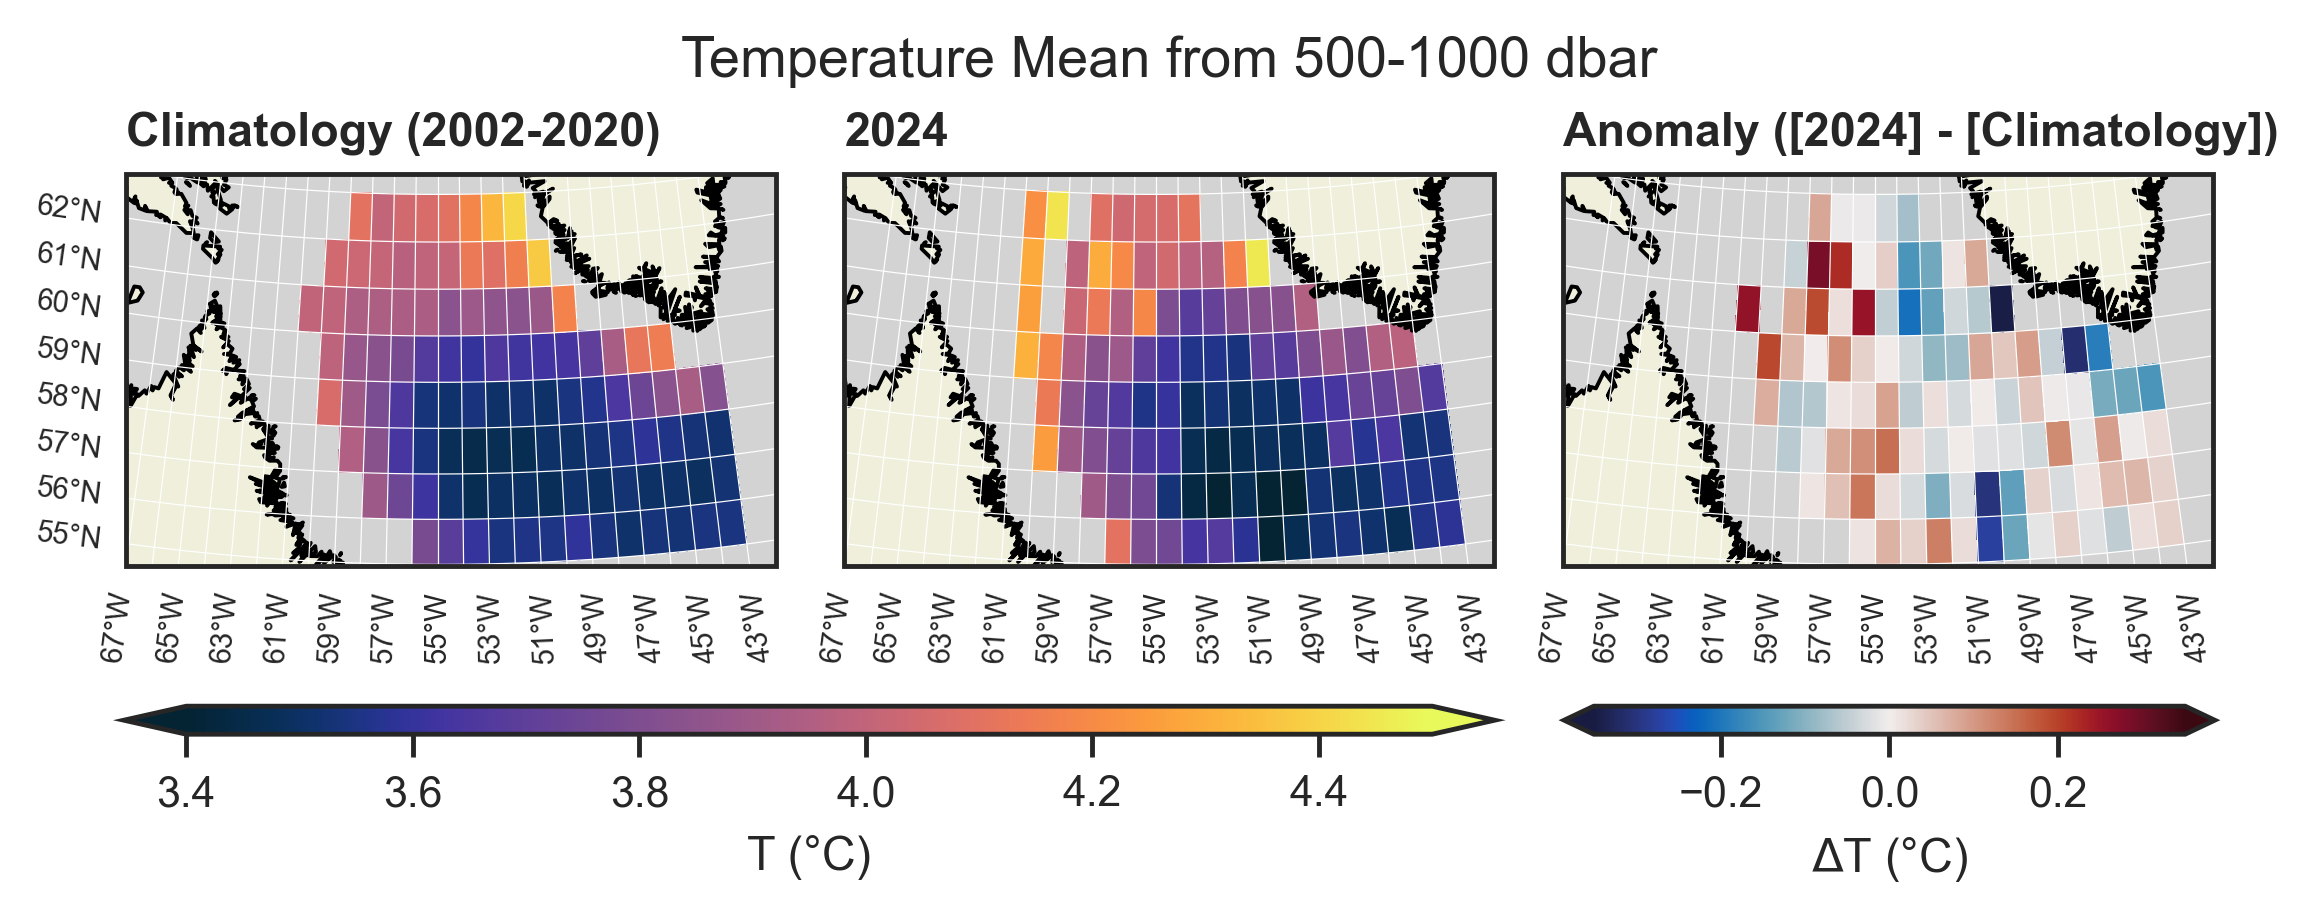 Temperature Mean from 500-1000 dbar
Climatology (2002-2020)
2024
Anomaly ([2024] - [Climatology])
62°N
61°N
60°N
59°N
58°N
57°N
56°N
55°N
67°W 65°W 63°W 61°W 59°W 57°W 55°W 53°W 51°W 49°W 47°W 45°W 43°W
67°W 65°W 63°W 61°W 59°W 57°W 55°W 53°W 51°W 49°W 47°W 45°W 43°W
67°W 65°W 63°W 61°W 59°W 57°W 55°W 53°W 51°W 49°W 47°W 45°W 43°W
3.4 3.6 3.8 4.0 4.2 4.4
T (°C)
−0.2 0.0 0.2
ΔT (°C)